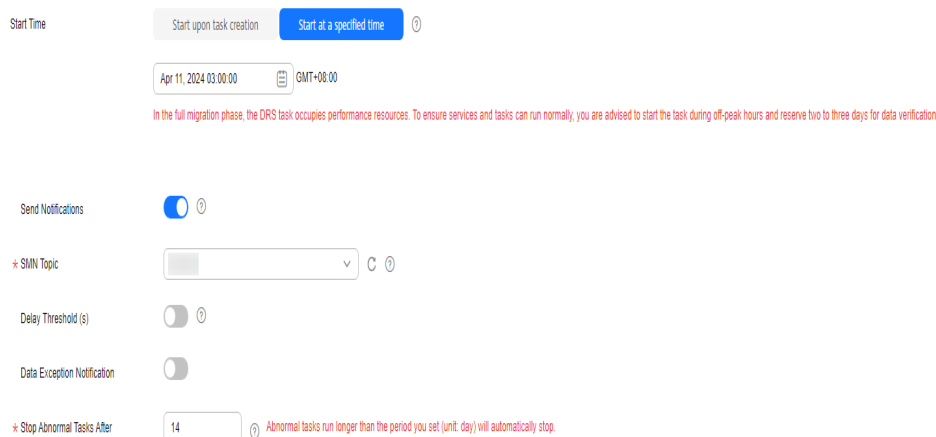 Start Time
Start upon task creation
Start at a specified time
Apr 11, 2024 03:00:00
GMT+08:00
In the full migration phase, the DRS task occupies performance resources. To ensure services and tasks can run normally, you are advised to start the task during off-peak hours and reserve two to three days for data verification
Send Notifications
* SMN Topic
Delay Threshold (s)
Data Exception Notification
* Stop Abnormal Tasks After
14
Abnormal tasks run longer than the period you set (unit: day) will automatically stop.